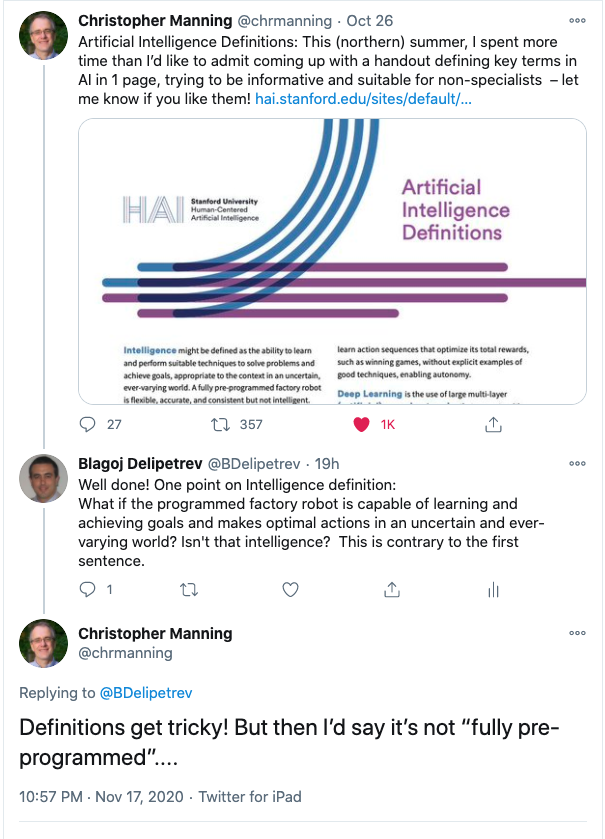 Christopher Manning @chrmanning · Oct 26
Artificial Intelligence Definitions: This (northern) summer, I spent more
time than I'd like to admit coming up with a handout defining key terms in
AI in 1 page, trying to be informative and suitable for non-specialists – let
me know if you like them! hai.stanford.edu/sites/default/...
HAI
Stanford University
Human-Centered
Artificial Intelligence
Artificial
Intelligence
Definitions
Intelligence might be defined as the ability to learn
and perform suitable techniques to solve problems and
achieve goals, appropriate to the context in an uncertain,
ever-varying world. A fully pre-programmed factory robot
is flexible, accurate, and consistent but not intelligent.
learn action sequences that optimize its total rewards,
such as winning games, without explicit examples of
good techniques, enabling autonomy.
Deep Learning is the use of large multi-layer
27 357 1K
Blagoj Delipetrev @BDelipetrev · 19h
Well done! One point on Intelligence definition:
What if the programmed factory robot is capable of learning and
achieving goals and makes optimal actions in an uncertain and ever-
varying world? Isn't that intelligence?  This is contrary to the first
sentence.
1
Christopher Manning
@chrmanning
Replying to @BDelipetrev
Definitions get tricky! But then I'd say it's not "fully pre-
programmed"....
10:57 PM · Nov 17, 2020 · Twitter for iPad